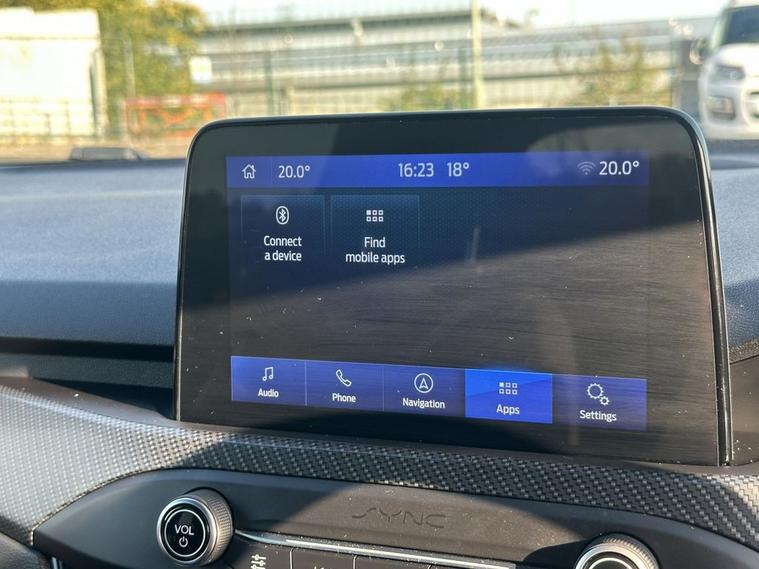 20.0° 16:23 18° 20.0°
Connect
a device
Find
mobile apps
Audio
Phone
Navigation
Apps
Settings
SYNC
VOL